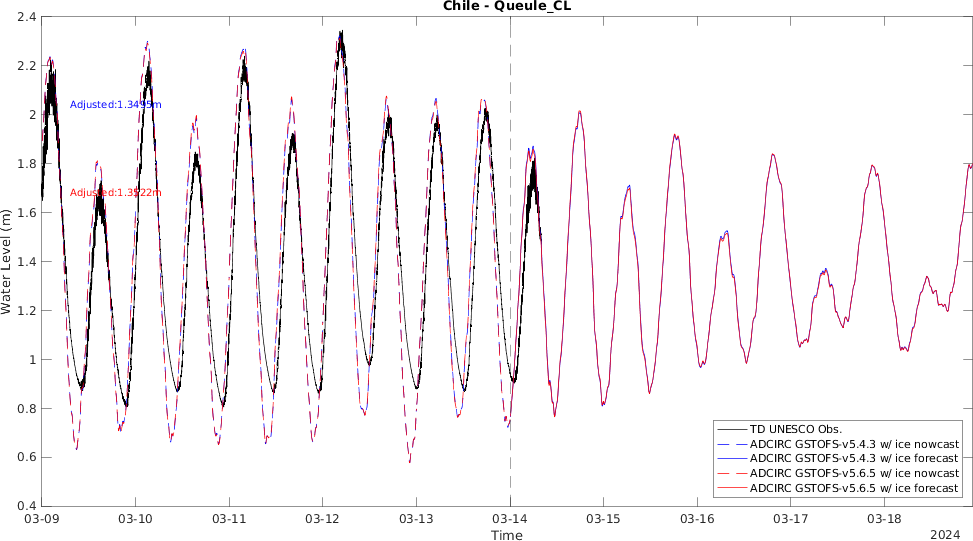 Chile - Queule_CL
2.4
2.2
2
1.8
1.6
1.4
1.2
1
0.8
0.6
0.4
Water Level (m)
Adjusted:1.3495m
Adjusted:1.3522m
TD UNESCO Obs.
ADCIRC GSTOFS-v5.4.3 w/ ice nowcast
ADCIRC GSTOFS-v5.4.3 w/ ice forecast
ADCIRC GSTOFS-v5.6.5 w/ ice nowcast
ADCIRC GSTOFS-v5.6.5 w/ ice forecast
03-09 03-10 03-11 03-12 03-13 03-14 03-15 03-16 03-17 03-18
Time
2024